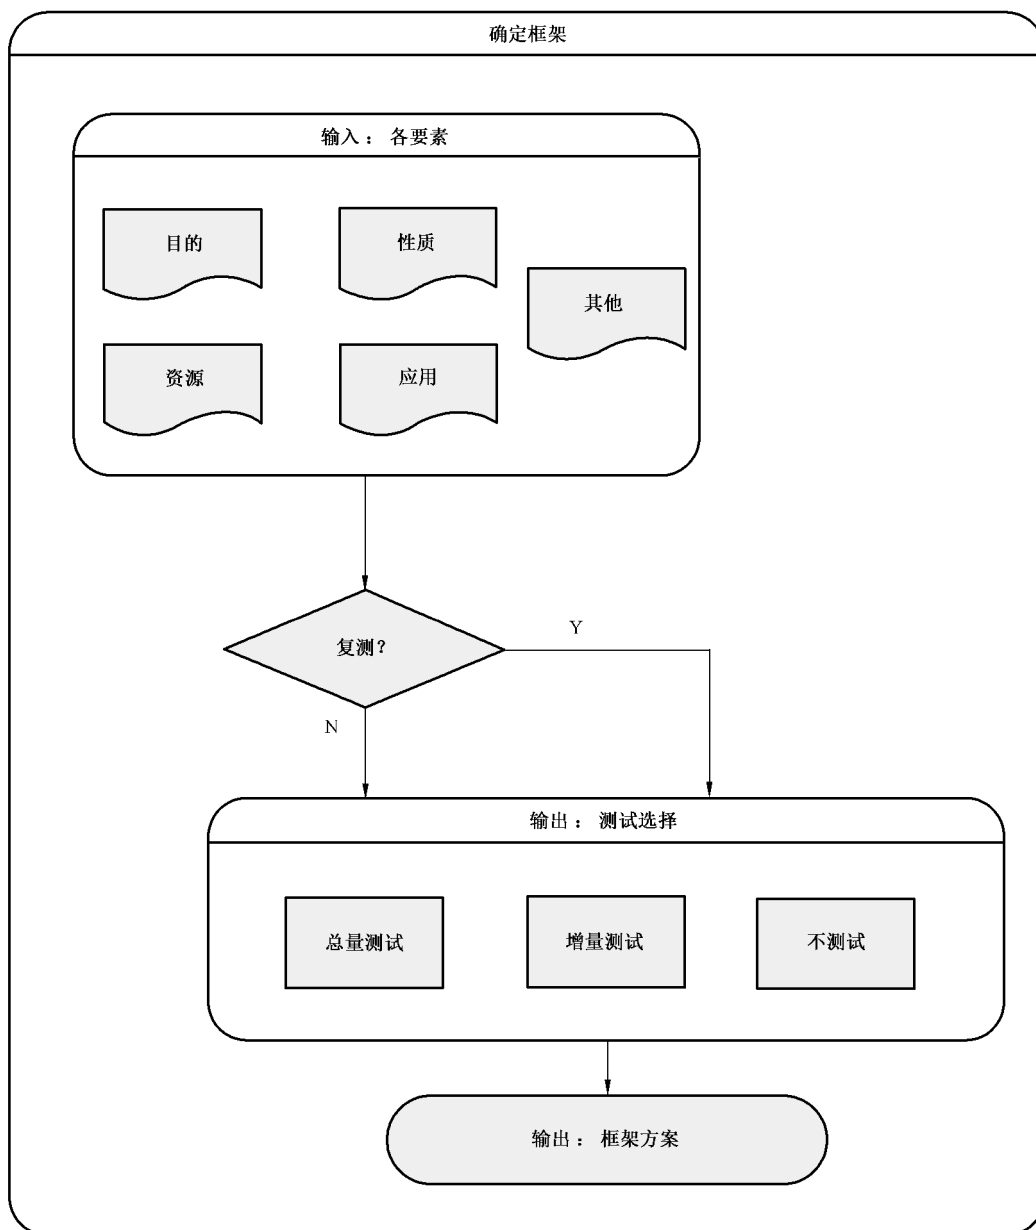 确定框架
输入：各要素
目的
性质
其他
资源
应用
复测？
Y
N
输出：测试选择
总量测试
增量测试
不测试
输出：框架方案